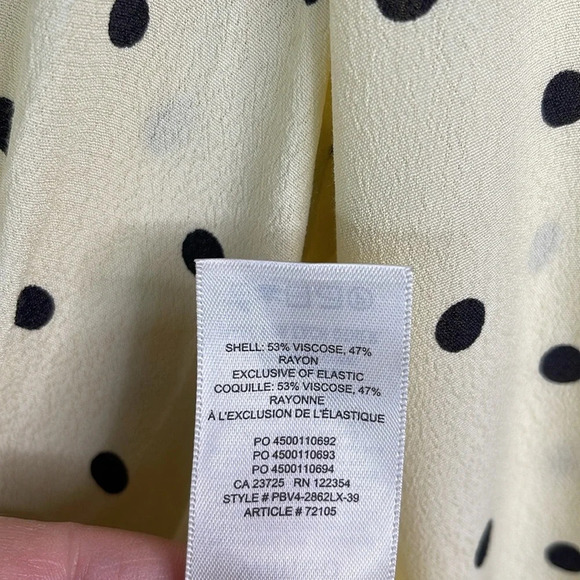 SHELL: 53% VISCOSE, 47%
RAYON
EXCLUSIVE OF ELASTIC
COQUILLE: 53% VISCOSE, 47%
RAYONNE
À L'EXCLUSION DE L'ÉLASTIQUE
PO 4500110692
PO 4500110693
PO 4500110694
CA 23725 RN 122354
STYLE # PBV4-2862LX-39
ARTICLE # 72105